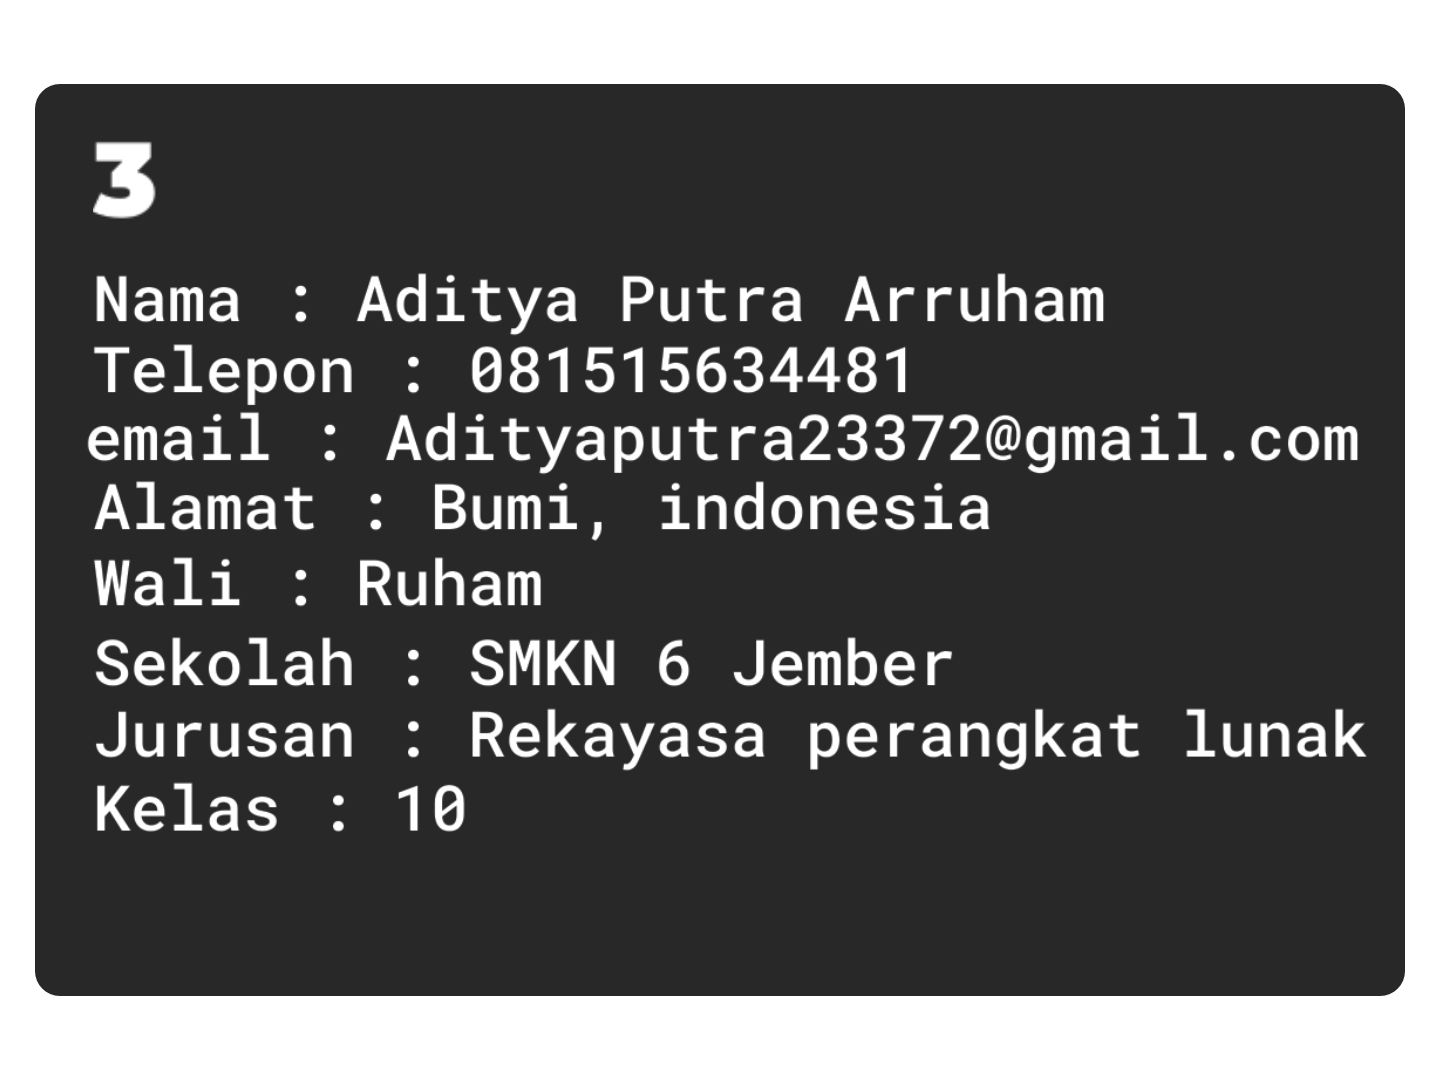 3
Nama : Aditya Putra Arruham
Telepon : 081515634481
email : Adityaputra23372@gmail.com
Alamat : Bumi, indonesia
Wali : Ruham
Sekolah : SMKN 6 Jember
Jurusan : Rekayasa perangkat lunak
Kelas : 10